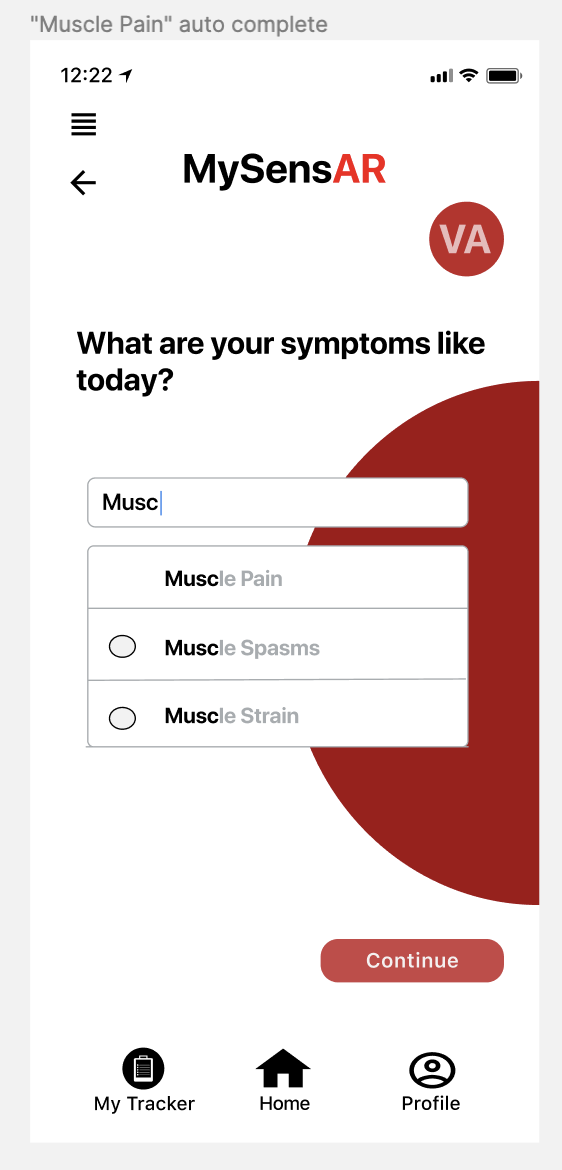 "Muscle Pain" auto complete
12:22
MySensAR
VA
What are your symptoms like
today?
Musc
Muscle Pain
Muscle Spasms
Muscle Strain
Continue
My Tracker
Home
Profile